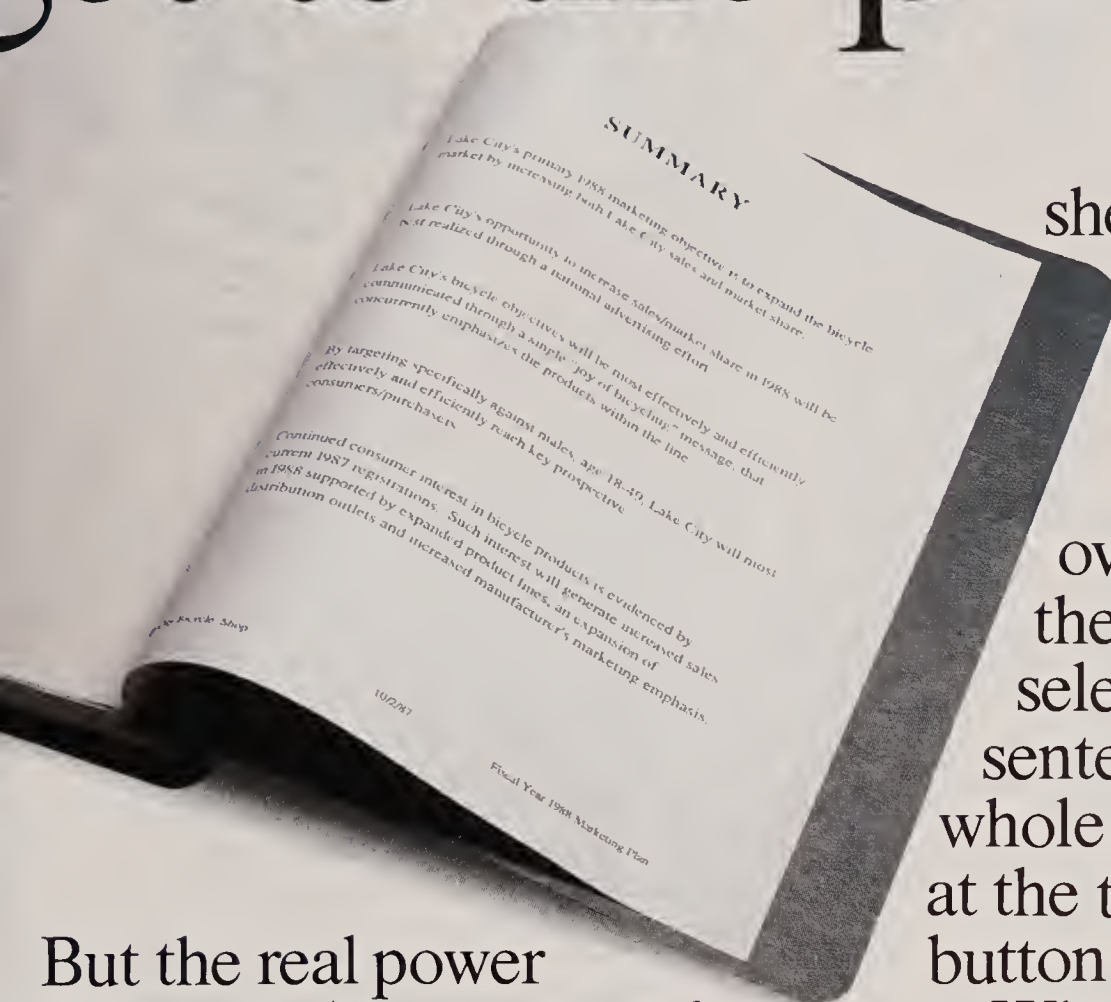 SUMMARY
Lake City's primary 1988 marketing objective is to expand the bicycle
market by increasing both Lake City sales and market share.
Lake City's opportunity to increase sales/market share in 1988 will be
best realized through a national advertising effort
Lake City's bicycle objectives will be most effectively and efficiently
communicated through a single "joy of bicycling" message, that
concurrently emphasizes the products within the line
By targeting specifically against males, age 18-49, Lake City will most
effectively and efficiently reach key prospective
consumers/purchasers
Continued consumer interest in bicycle products is evidenced by
current 1987 registrations. Such interest will generate increased sales
in 1988 supported by expanded product lines, an expansion of
distribution outlets and increased manufacturer's marketing emphasis.
Bicycle Shop
10/2/87
Fiscal Year 1988 Marketing Plan
But the real power
she
ov
the
sele
sente
whole
at the t
button